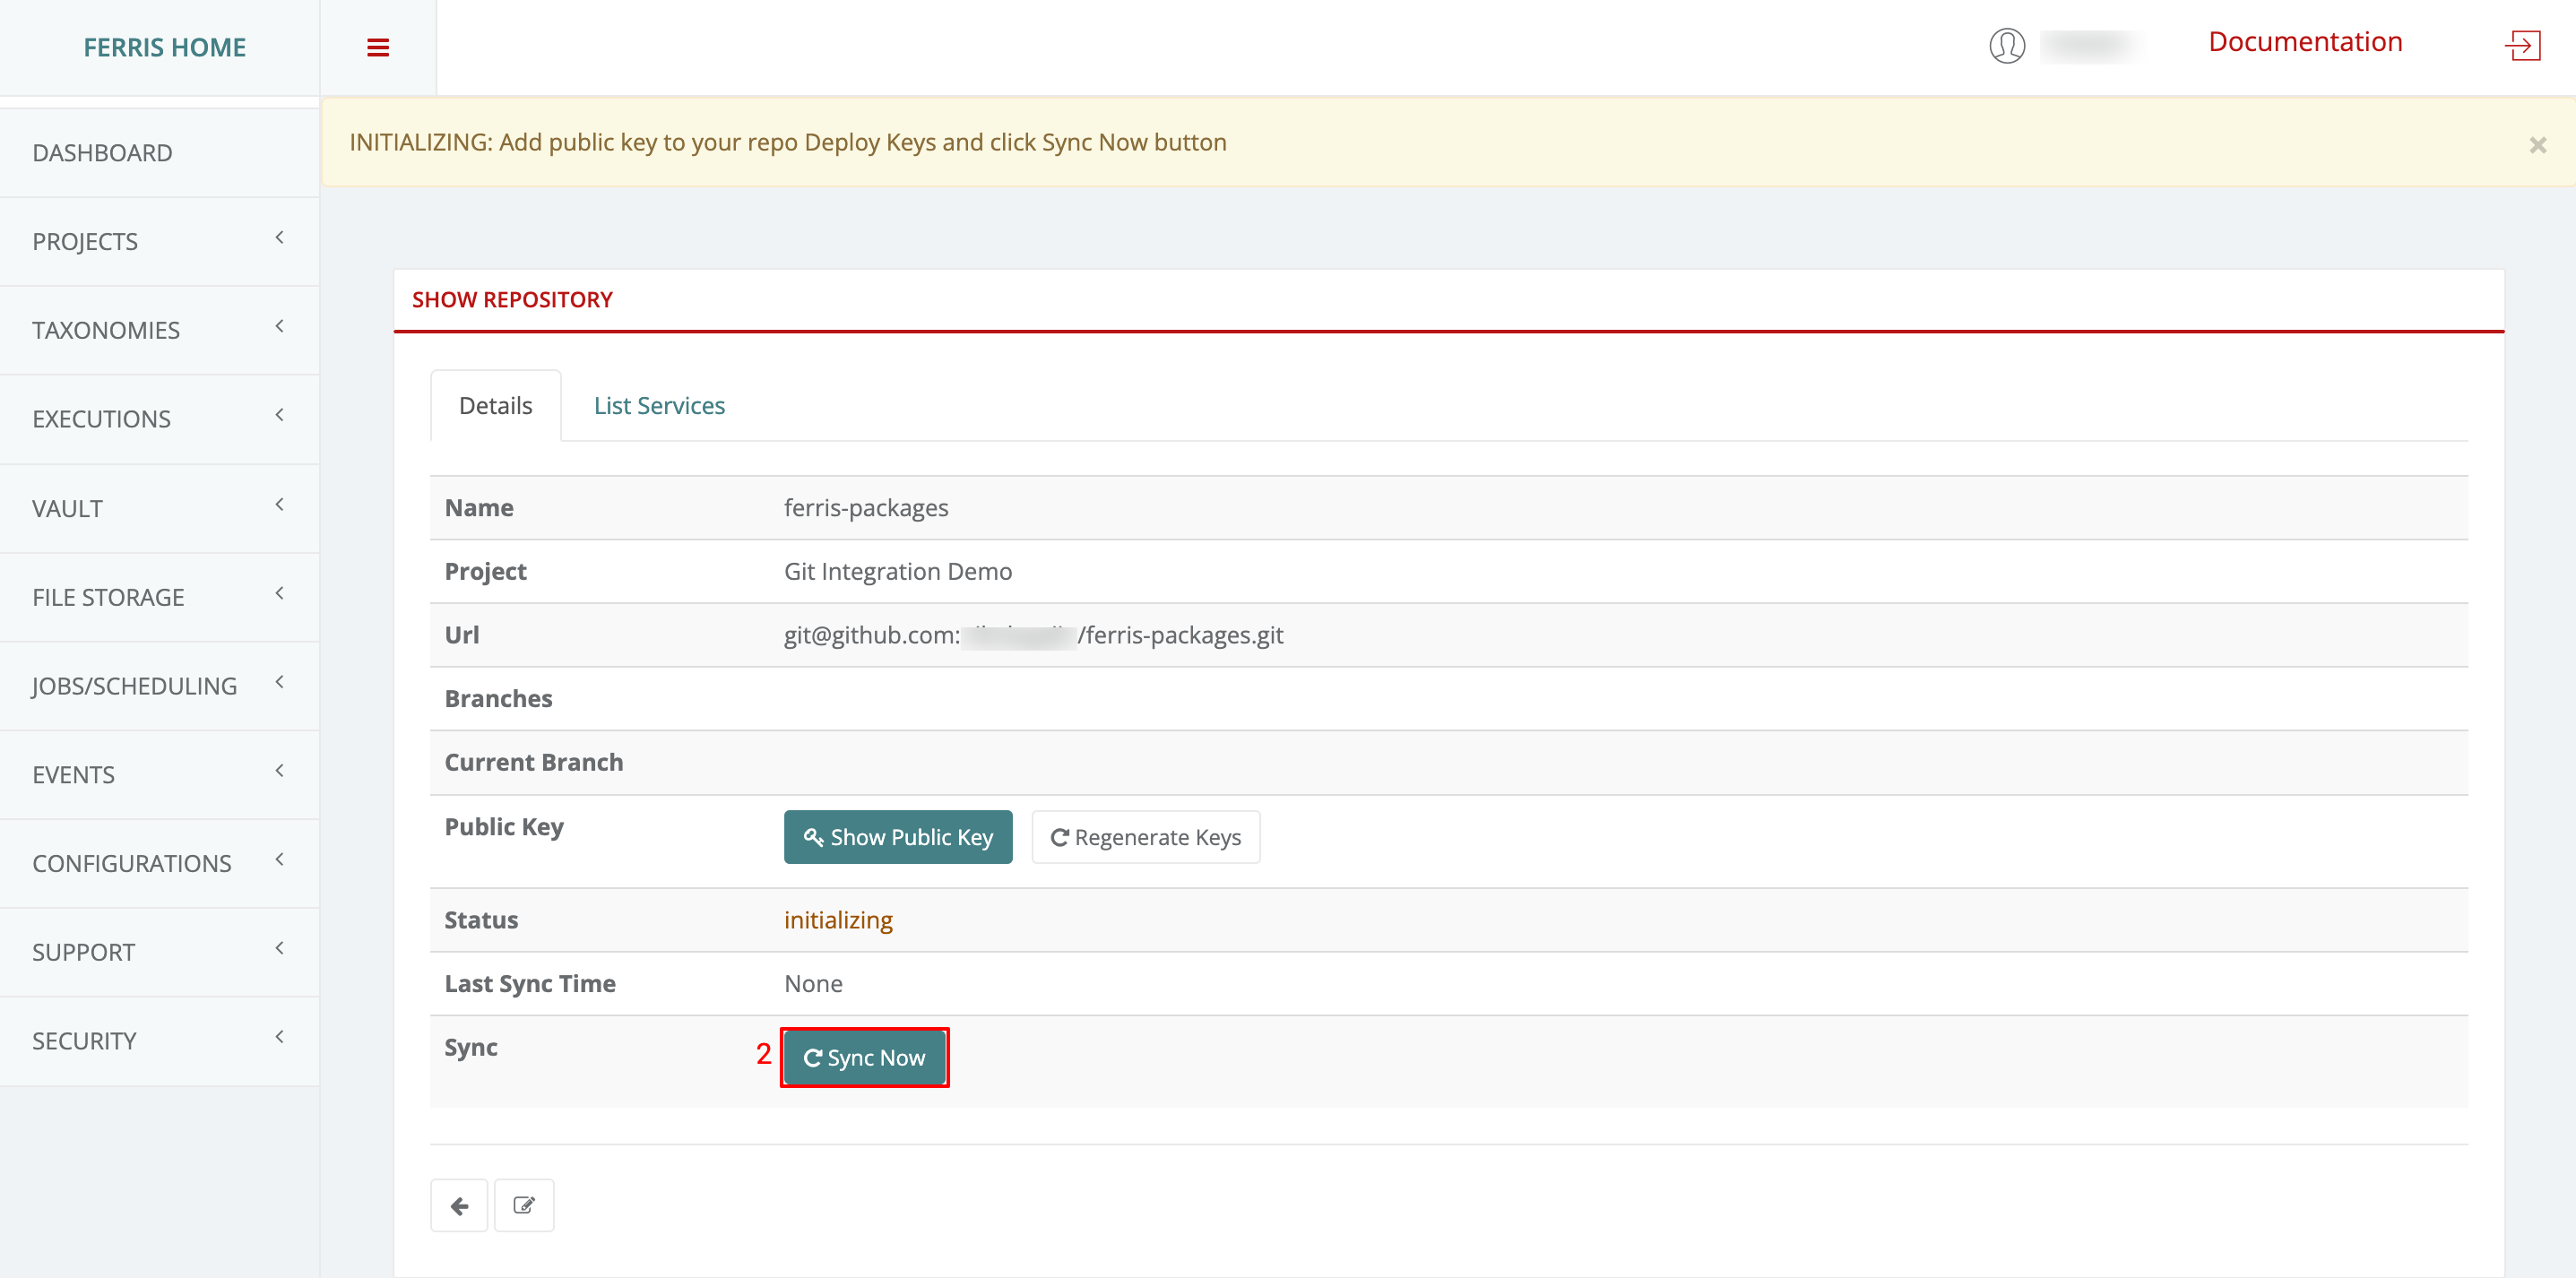 FERRIS HOME
Documentation
DASHBOARD
PROJECTS
TAXONOMIES
EXECUTIONS
VAULT
FILE STORAGE
JOBS/SCHEDULING
EVENTS
CONFIGURATIONS
SUPPORT
SECURITY
INITIALIZING: Add public key to your repo Deploy Keys and click Sync Now button
×
SHOW REPOSITORY
Details List Services
Name ferris-packages
Project Git Integration Demo
Url git@github.com: /ferris-packages.git
Branches
Current Branch
Public Key Show Public Key Regenerate Keys
Status initializing
Last Sync Time None
Sync 2 Sync Now